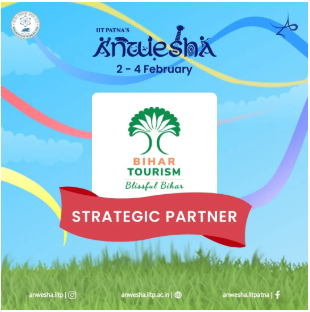 IIT PATNA'S
Anwesha
2 - 4 February
BIHAR
TOURISM
Blissful Bihar
STRATEGIC PARTNER
anwesha.iitp |
anwesha.iitp.ac.in |
anwesha.iitpatna |